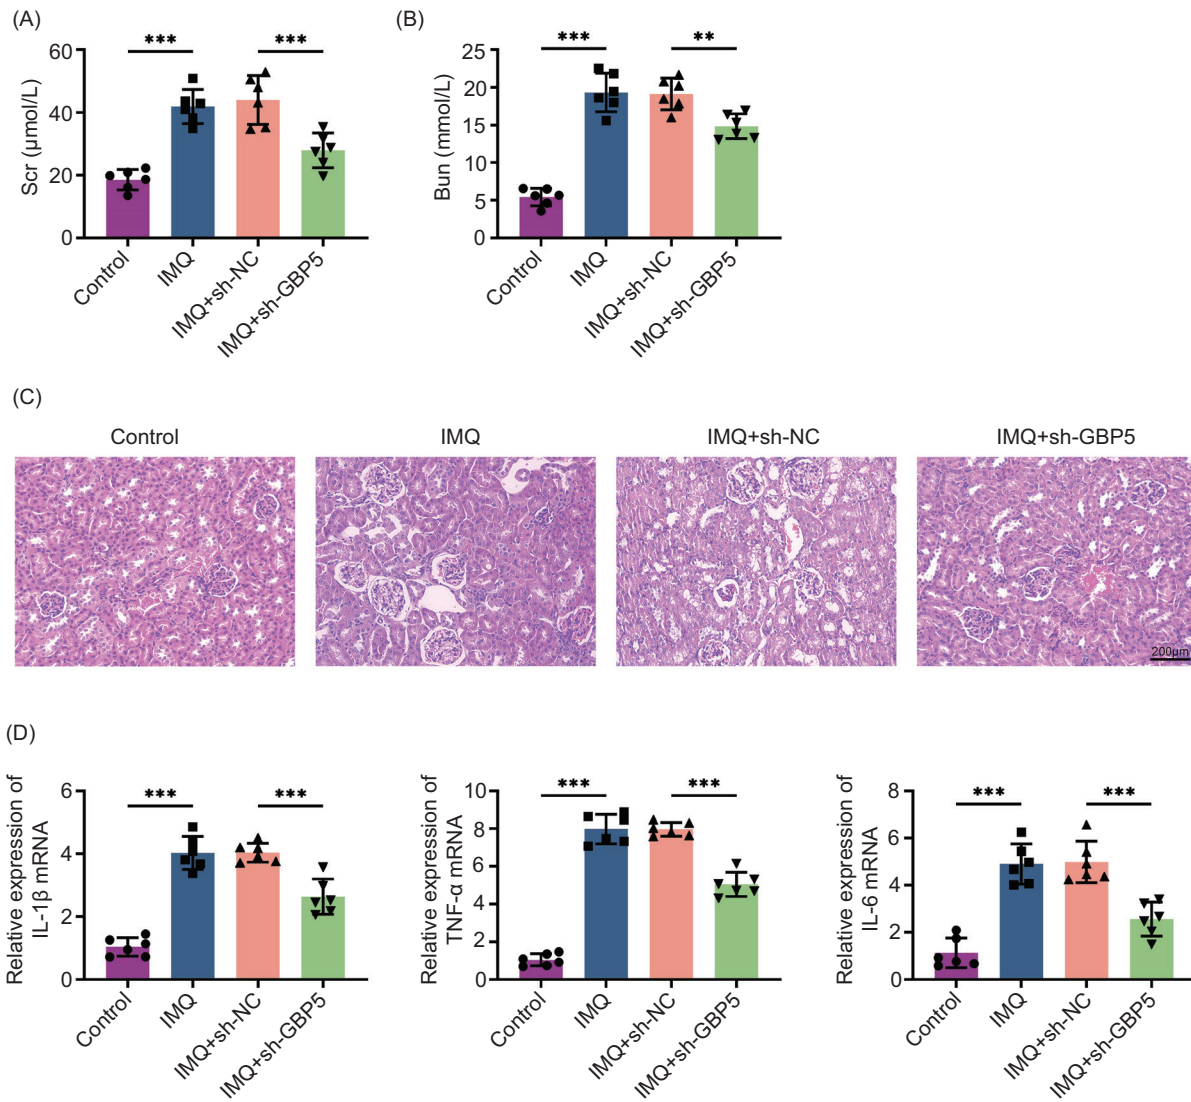 (A)
Scr (μmol/L)
60
40
20
0
***
***
Control
IMQ
IMQ+sh-NC
IMQ+sh-GBP5
(B)
Bun (mmol/L)
25
20
15
10
5
0
***
**
Control
IMQ
IMQ+sh-NC
IMQ+sh-GBP5
(C)
Control
IMQ
IMQ+sh-NC
IMQ+sh-GBP5
200μm
(D)
Relative expression of
IL-1β mRNA
6
4
2
0
***
***
Control
IMQ
IMQ+sh-NC
IMQ+sh-GBP5
Relative expression of
TNF-α mRNA
10
8
6
4
2
0
***
***
Control
IMQ
IMQ+sh-NC
IMQ+sh-GBP5
Relative expression of
IL-6 mRNA
8
6
4
2
0
***
***
Control
IMQ
IMQ+sh-NC
IMQ+sh-GBP5